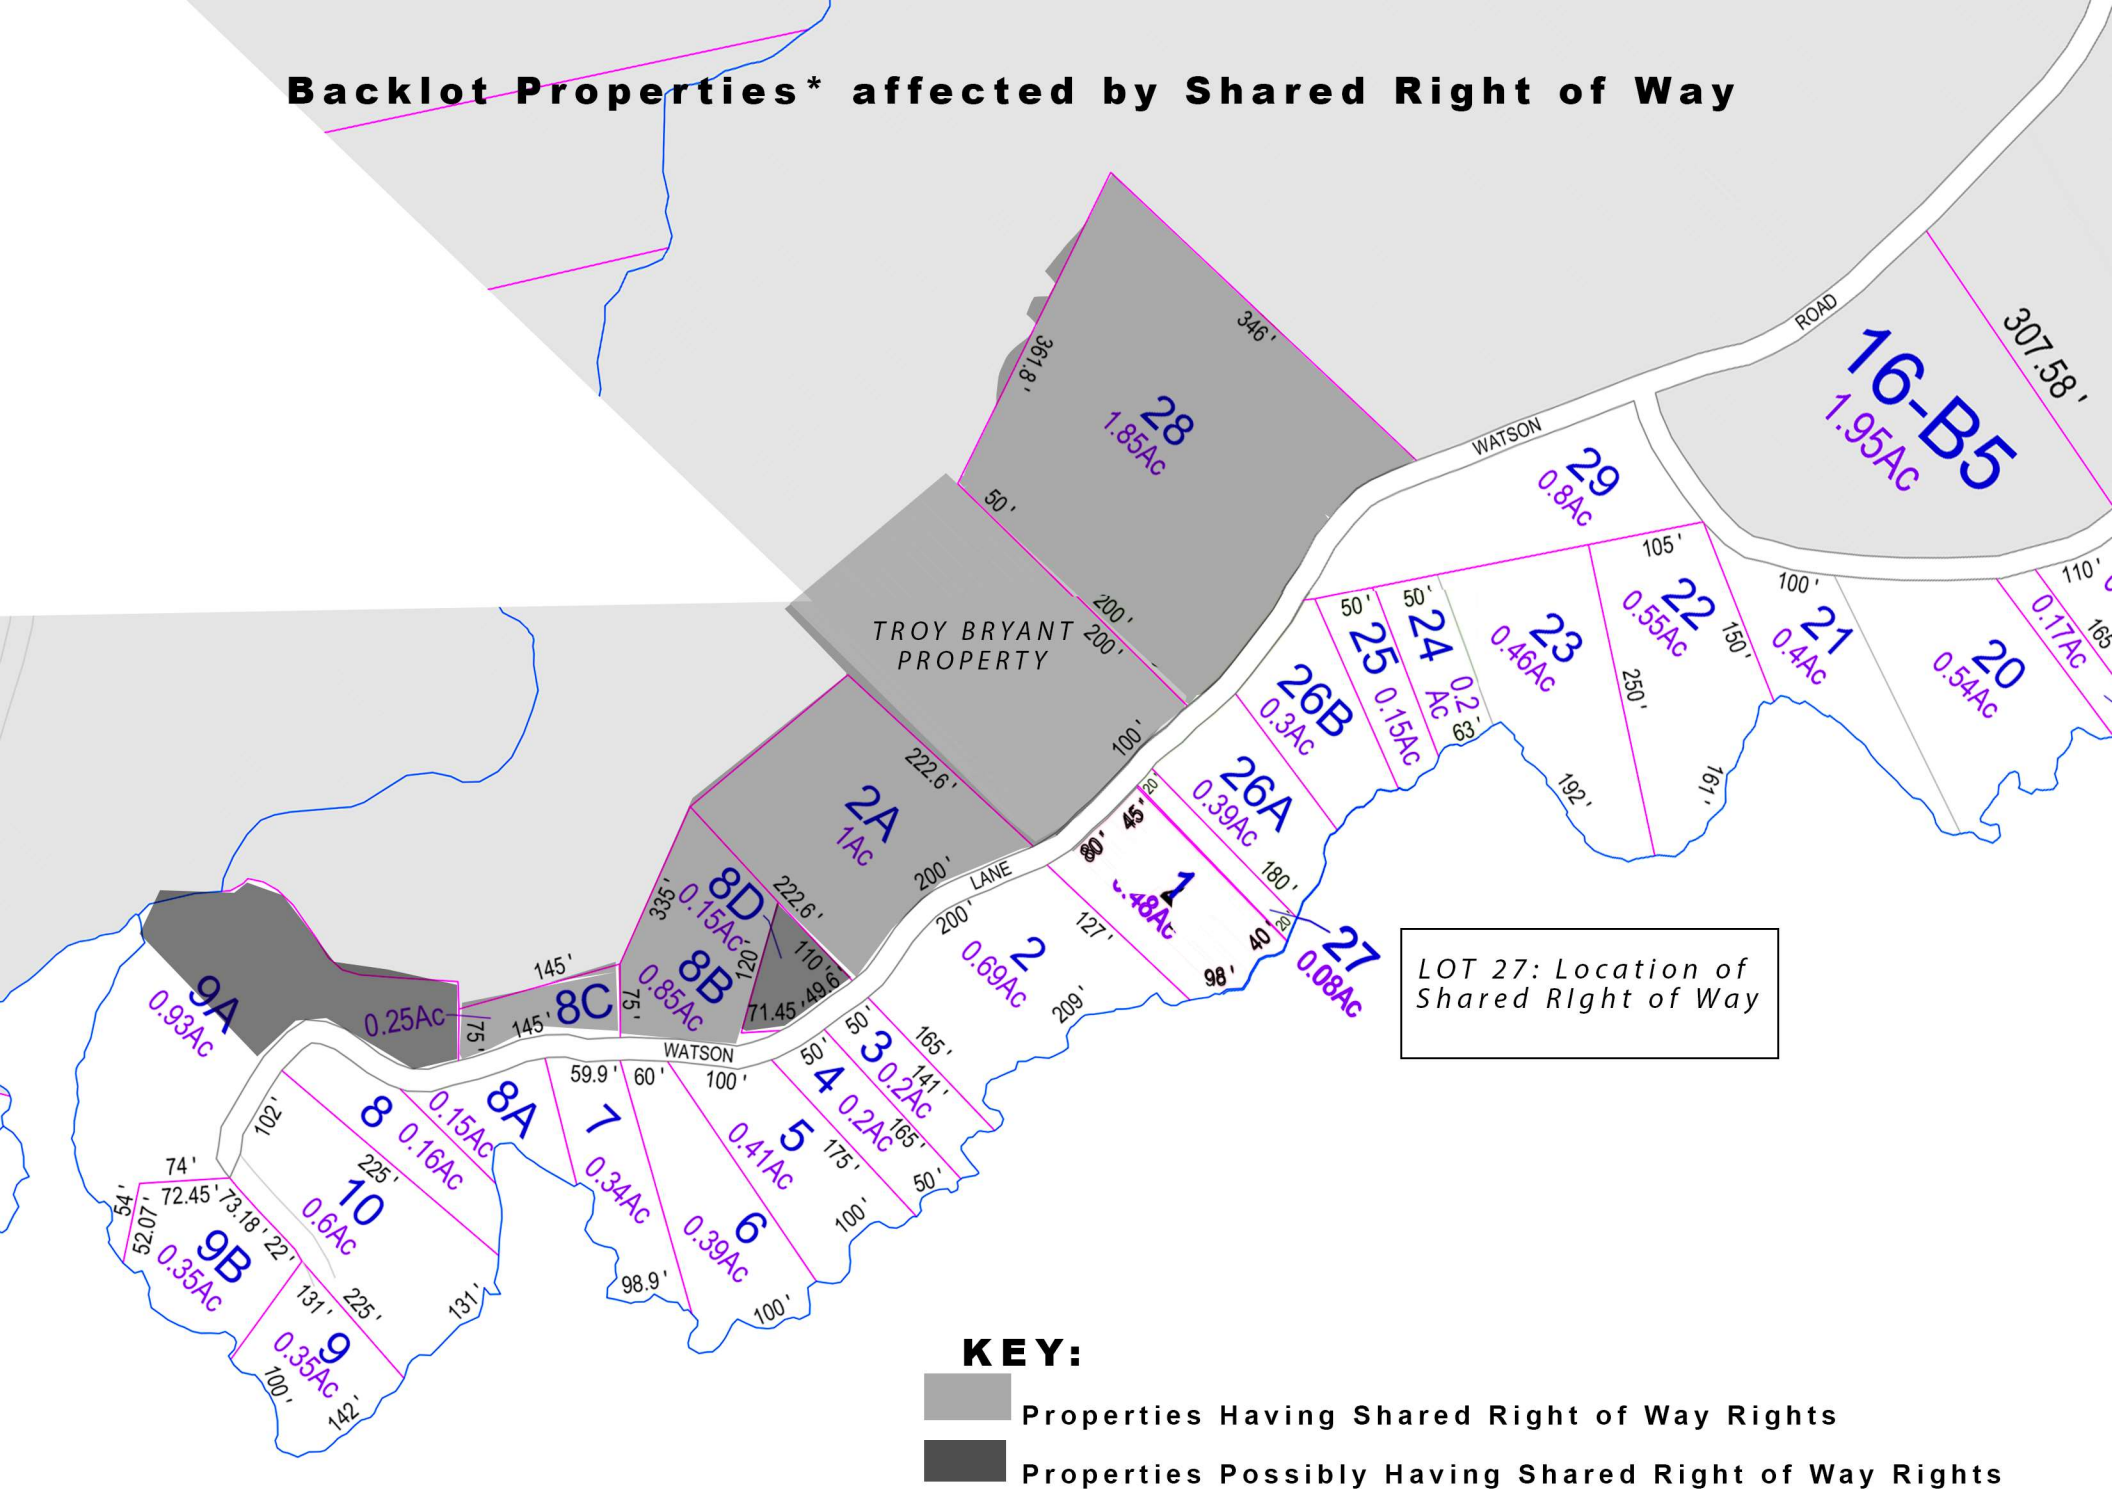 Backlot Properties* affected by Shared Right of Way
346 '
361.8 '
28
1.85Ac
50 '
200 '
200 '
100 '
TROY BRYANT
PROPERTY
ROAD
WATSON
307.58 '
16-B5
1.95Ac
29
0.8Ac
105 '
100 '
110 '
50 '
50 '
25
0.15Ac
24
0.2
Ac
63 '
23
0.46Ac
22
0.55Ac
150 '
250 '
192 '
161 '
21
0.4Ac
20
0.54Ac
0.17Ac
165
26B
0.3Ac
26A
0.39Ac
20'
180 '
20'
45 '
80 '
1
.48Ac
40'
98'
27
0.08Ac
LOT 27: Location of
Shared RIght of Way
222.6 '
2A
1Ac
200 '
LANE
200 '
127 '
2
0.69Ac
209 '
8D
0.15Ac
222.6 '
335 '
120 '
110 '
49.6
71.45 '
8B
0.85Ac
8C
145 '
145 '
75 '
75 '
9A
0.93Ac
0.25Ac
WATSON
50 '
3
0.2Ac
165 '
141 '
50 '
4
0.2Ac
165 '
50 '
100 '
5
0.41Ac
175 '
100 '
60 '
6
0.39Ac
100 '
59.9 '
7
0.34Ac
98.9 '
8A
0.15Ac
8
0.16Ac
102 '
225 '
10
0.6Ac
131 '
225 '
74 '
54 '
72.45 '
52.07 '
73.18 '
22 '
9B
0.35Ac
131 '
9
0.35Ac
100 '
142 '
KEY:
Properties Having Shared Right of Way Rights
Properties Possibly Having Shared Right of Way Rights